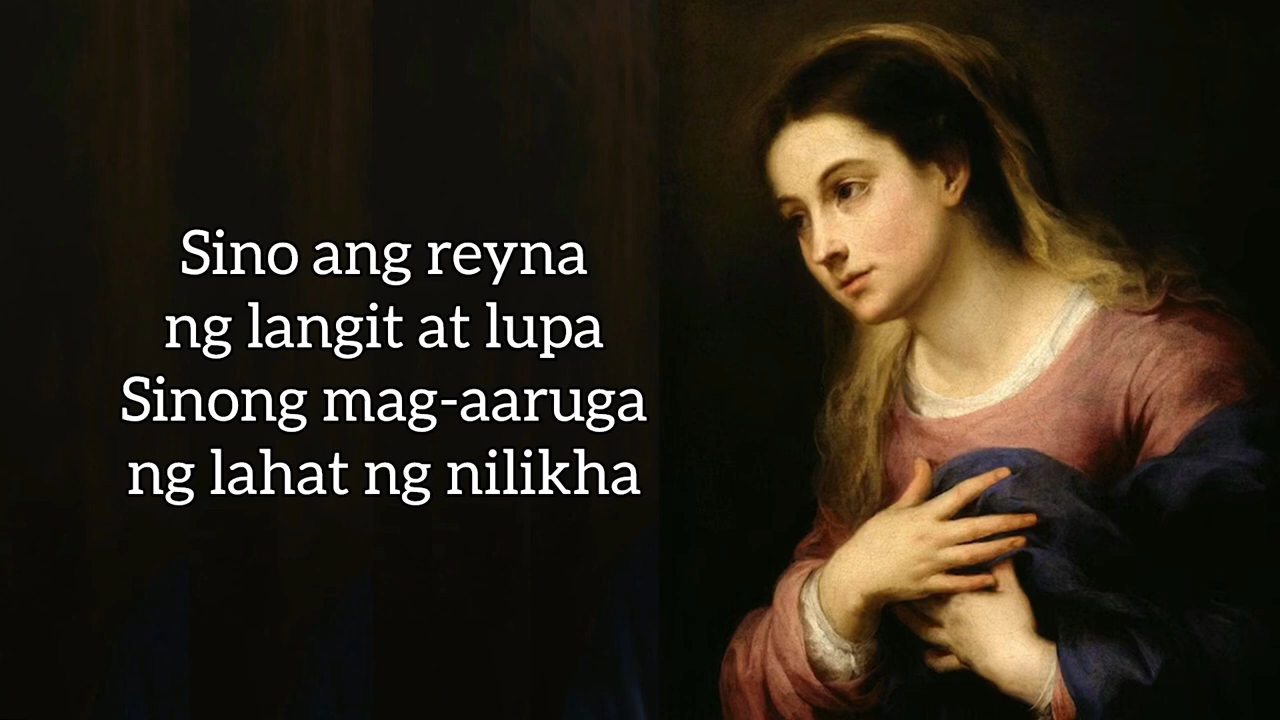 Sino ang reyna
ng langit at lupa
Sinong mag-aaruga
ng lahat ng nilikha